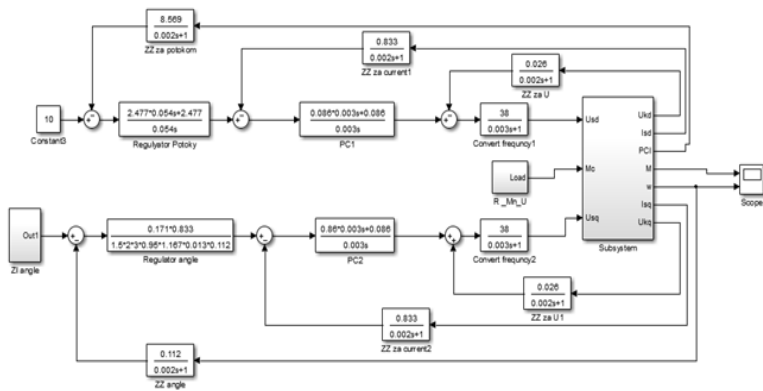 8.569
0.002s+1
ZZ za potokom
0.833
0.002s+1
ZZ za current1
0.026
0.002s+1
ZZ za U
10
Constant3
2.477*0.054s+2.477
0.054s
Regulyator Potoky
0.086*0.003s+0.086
0.003s
PC1
38
0.003s+1
Convert frequncy1
Usd
Mc
Usq
Ukd
Isd
PCI
M
w
Isq
Ukq
Subsystem
Scope
Load
R_Mn_U
Out1
ZI angle
0.171*0.833
1.5*2*3*0.95*1.167*0.013*0.112
Regulator angle
0.86*0.003s+0.086
0.003s
PC2
38
0.003s+1
Convert frequncy2
0.026
0.002s+1
ZZ za U1
0.833
0.002s+1
ZZ za current2
0.112
0.002s+1
ZZ angle